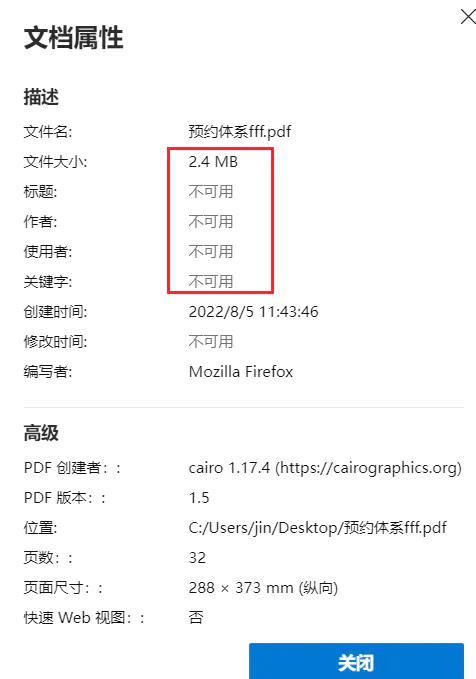 文档属性
描述
文件名: 预约体系fff.pdf
文件大小: 2.4 MB
标题: 不可用
作者: 不可用
使用者: 不可用
关键字: 不可用
创建时间: 2022/8/5 11:43:46
修改时间: 不可用
编写者: Mozilla Firefox
高级
PDF 创建者:: cairo 1.17.4 (https://cairographics.org)
PDF 版本:: 1.5
位置: C:/Users/jin/Desktop/预约体系fff.pdf
页数:: 32
页面尺寸:: 288 × 373 mm (纵向)
快速 Web 视图:: 否
关闭